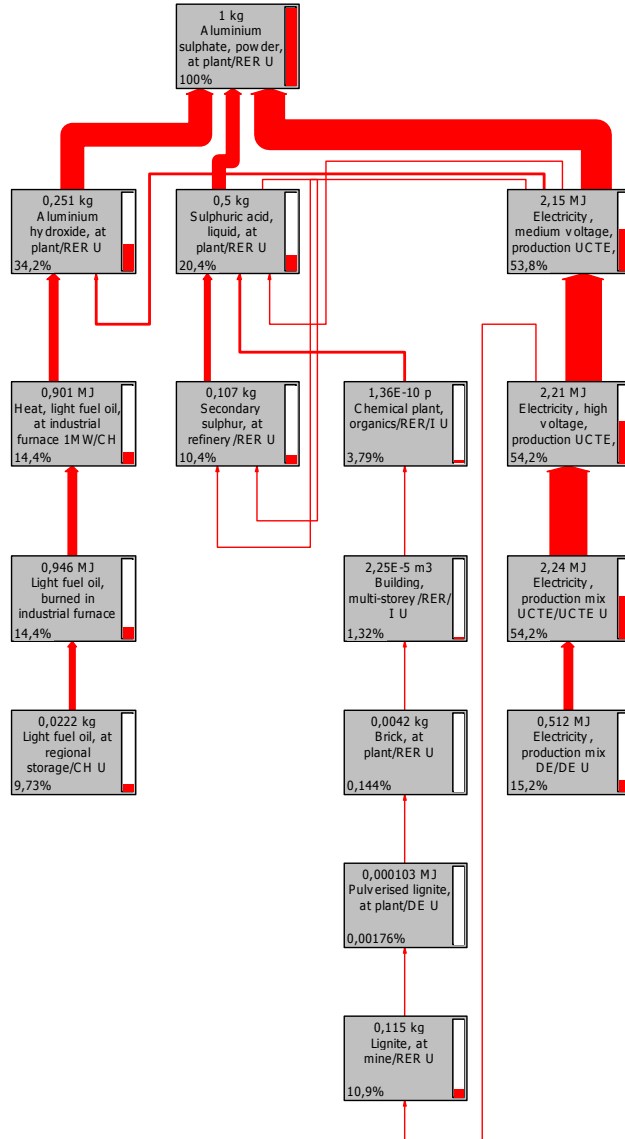 1 kg
Aluminium
sulphate, powder,
at plant/RER U
100%
0,251 kg
Aluminium
hydroxide, at
plant/RER U
34,2%
0,5 kg
Sulphuric acid,
liquid, at
plant/RER U
20,4%
2,15 MJ
Electricity,
medium voltage,
production UCTE,
53,8%
0,901 MJ
Heat, light fuel oil,
at industrial
furnace 1MW/CH
14,4%
0,107 kg
Secondary
sulphur, at
refinery/RER U
10,4%
1,36E-10 p
Chemical plant,
organics/RER/I U
3,79%
2,21 MJ
Electricity, high
voltage,
production UCTE,
54,2%
0,946 MJ
Light fuel oil,
burned in
industrial furnace
14,4%
2,25E-5 m3
Building,
multi-storey/RER/
I U
1,32%
2,24 MJ
Electricity,
production mix
UCTE/UCTE U
54,2%
0,0222 kg
Light fuel oil, at
regional
storage/CH U
9,73%
0,0042 kg
Brick, at
plant/RER U
0,144%
0,512 MJ
Electricity,
production mix
DE/DE U
15,2%
0,000103 MJ
Pulverised lignite,
at plant/DE U
0,00176%
0,115 kg
Lignite, at
mine/RER U
10,9%